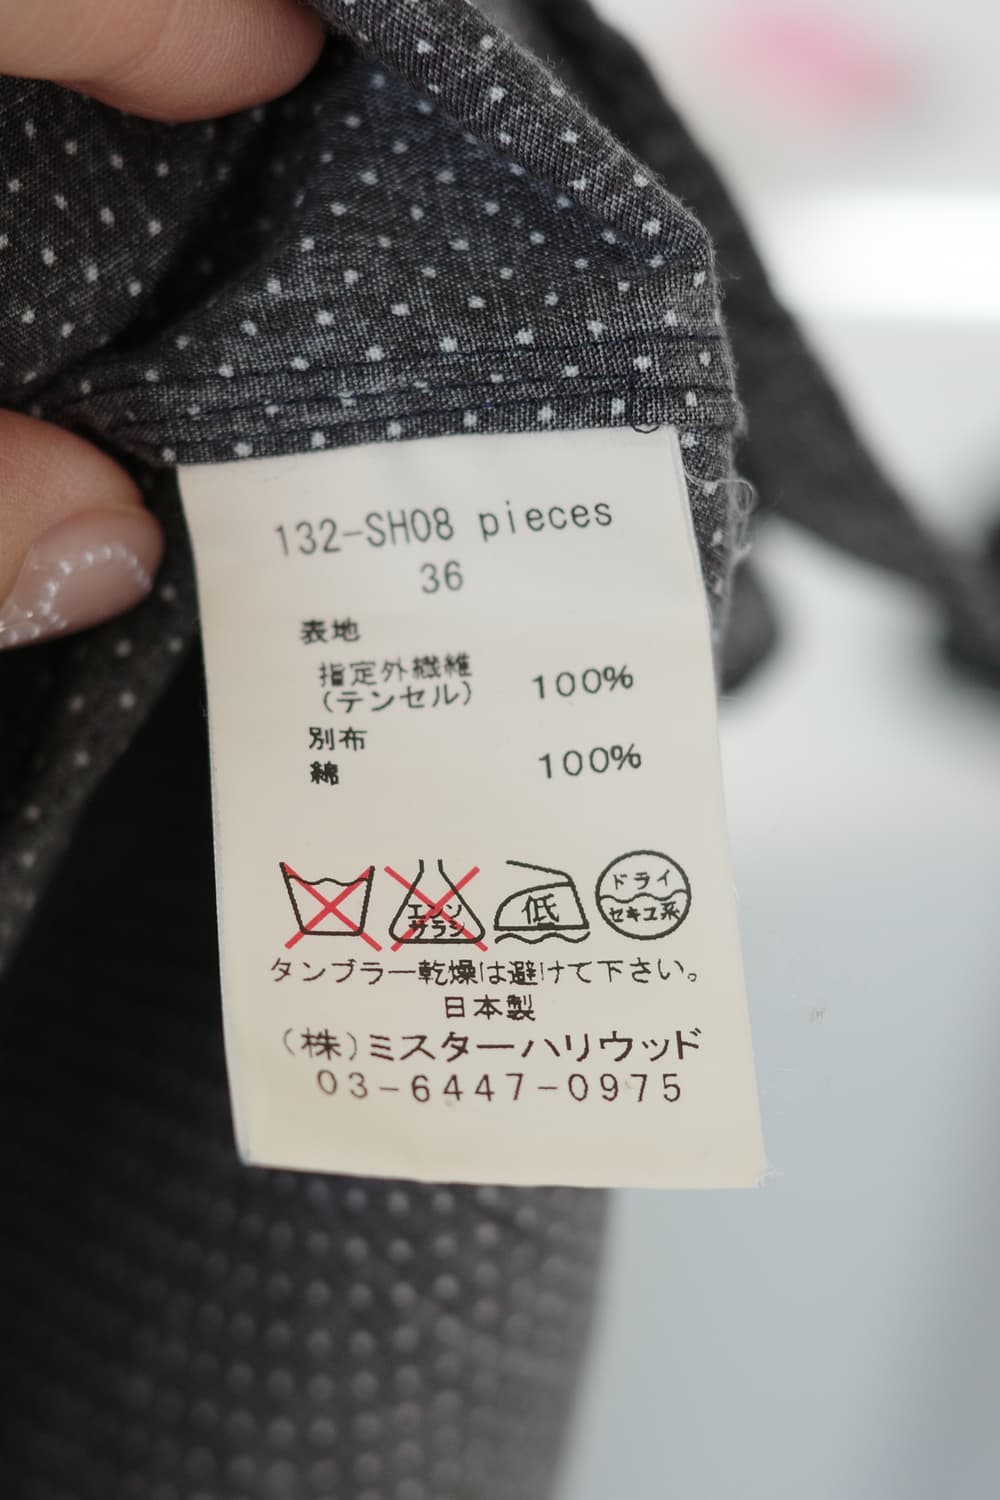 132-SH08 pieces
36
表地
指定外繊維
(テンセル) 100%
別布
綿 100%
エンソ
サラシ
低
ドライ
セキユ系
タンブラー乾燥は避けて下さい。
日本製
(株)ミスターハリウッド
03-6447-0975